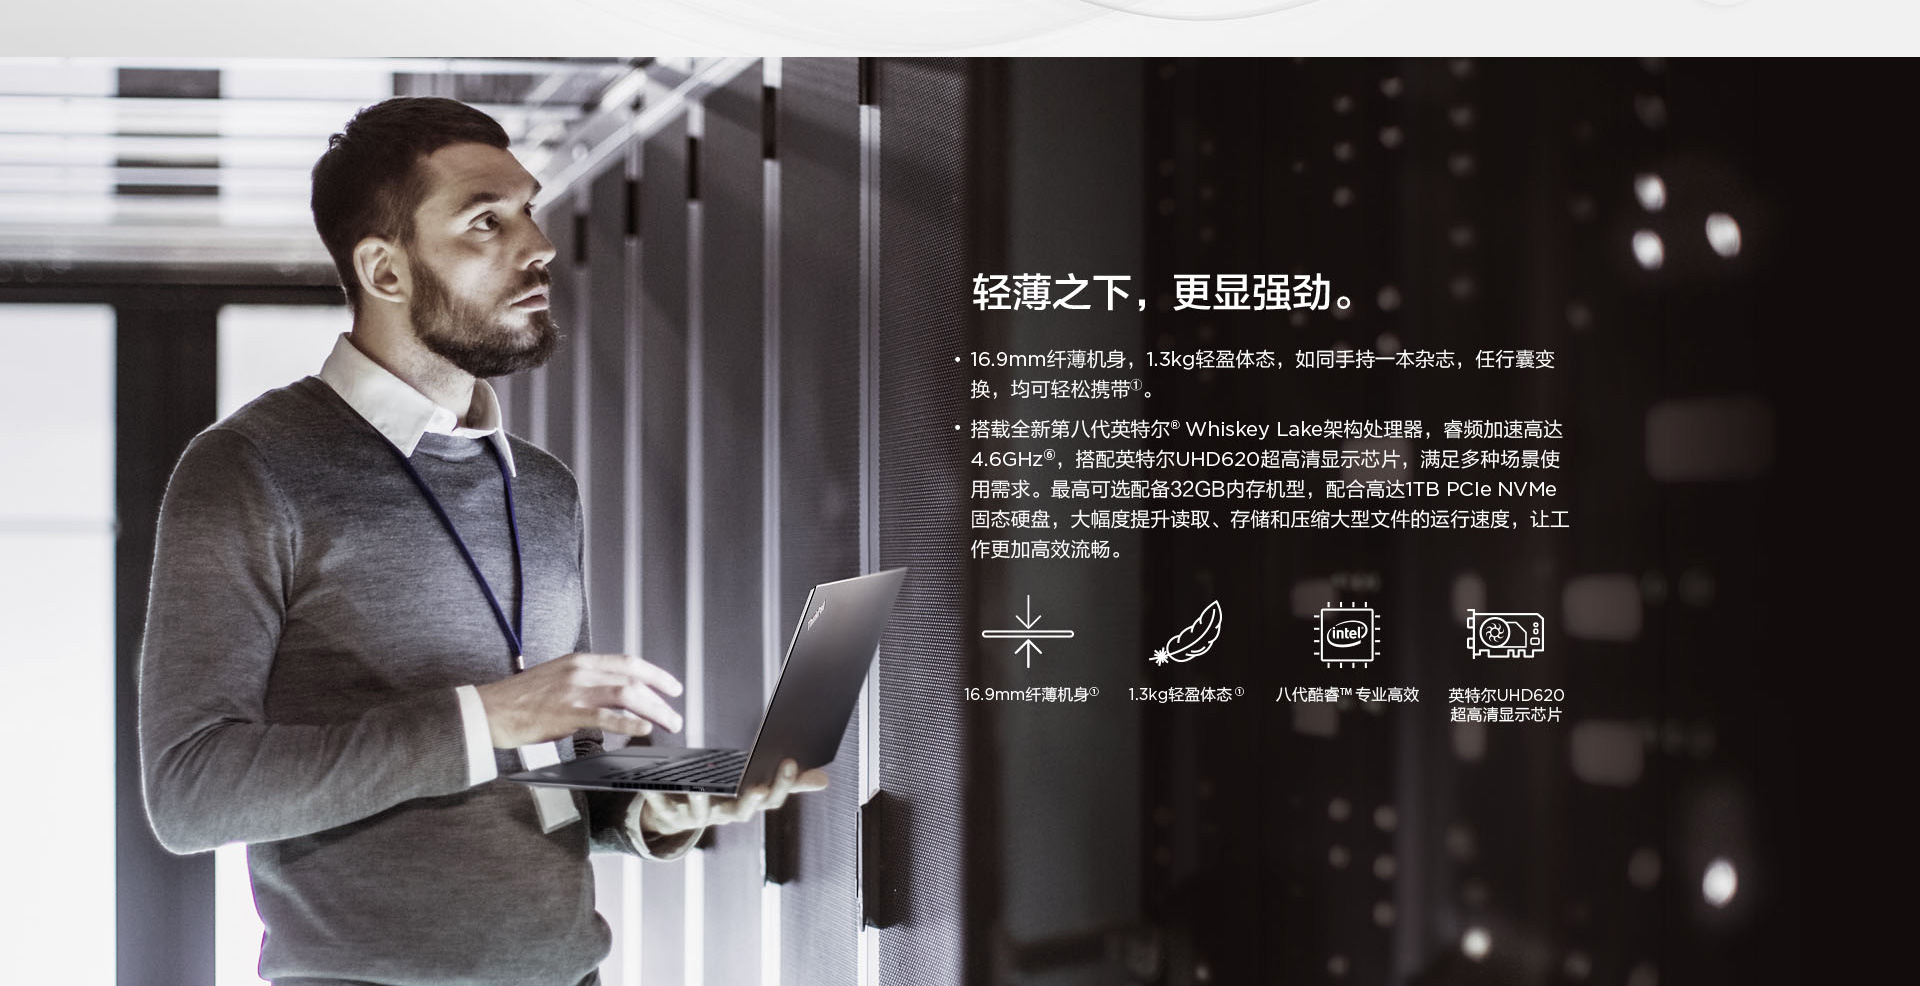 轻薄之下，更显强劲。
• 16.9mm纤薄机身，1.3kg轻盈体态，如同手持一本杂志，任行囊变
换，均可轻松携带①。
• 搭载全新第八代英特尔® Whiskey Lake架构处理器，睿频加速高达
4.6GHz⑥，搭配英特尔UHD620超高清显示芯片，满足多种场景使
用需求。最高可选配备32GB内存机型，配合高达1TB PCIe NVMe
固态硬盘，大幅度提升读取、存储和压缩大型文件的运行速度，让工
作更加高效流畅。
ThinkPad
intel
16.9mm纤薄机身①
1.3kg轻盈体态①
八代酷睿™ 专业高效
英特尔UHD620
超高清显示芯片